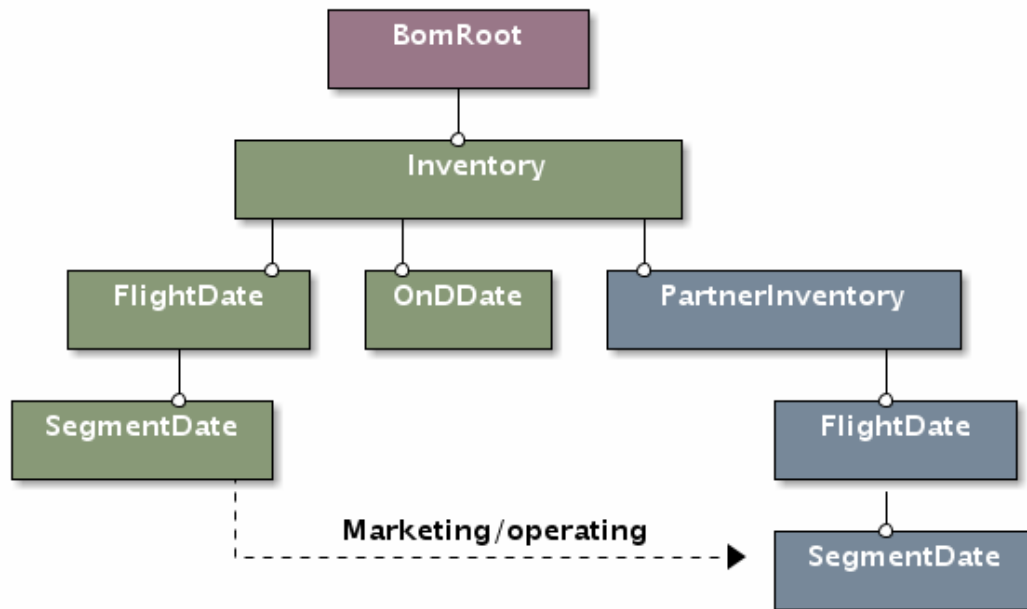 BomRoot
Inventory
FlightDate
OnDDate
PartnerInventory
SegmentDate
FlightDate
Marketing/operating
SegmentDate